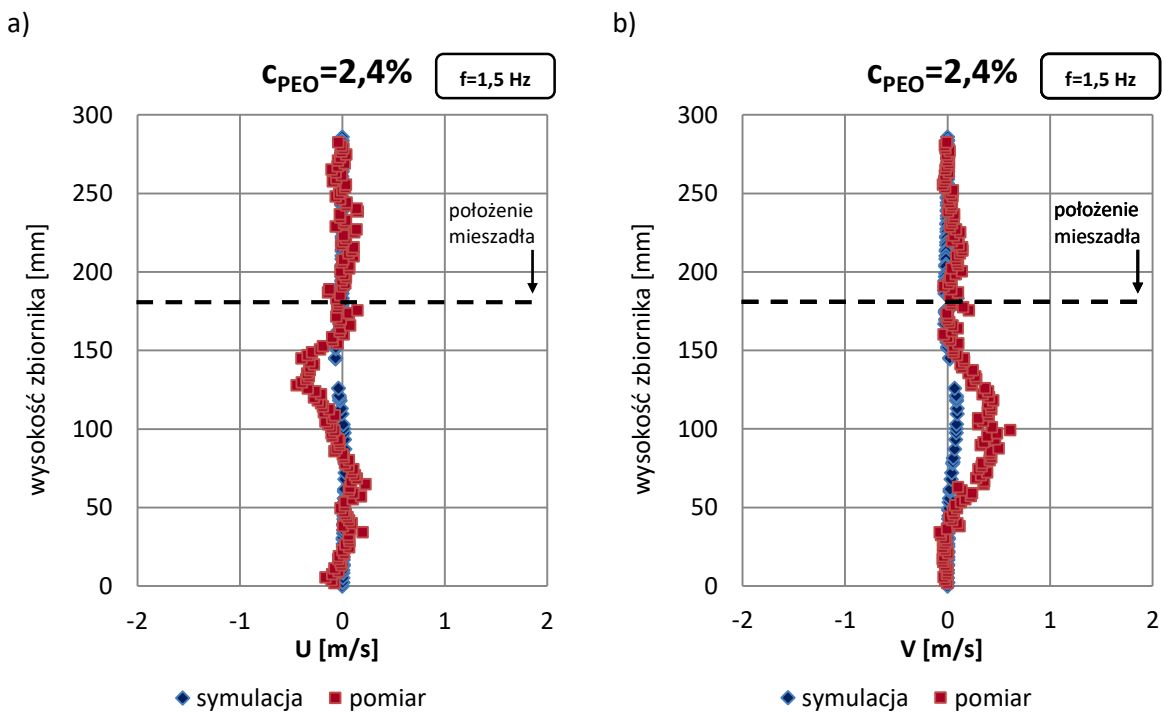 a)
c_PEO=2,4%
f=1,5 Hz
300
250
200
150
100
50
0
wysokość zbiornika [mm]
położenie
mieszadła
-2
-1
0
1
2
U [m/s]
symulacja
pomiar
b)
c_PEO=2,4%
f=1,5 Hz
300
250
200
150
100
50
0
wysokość zbiornika [mm]
położenie
mieszadła
-2
-1
0
1
2
V [m/s]
symulacja
pomiar